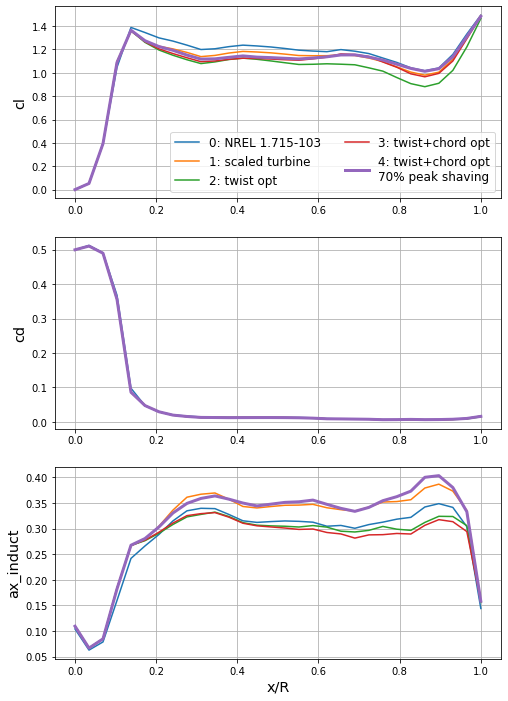 cl
1.4
1.2
1.0
0.8
0.6
0.4
0.2
0.0
0: NREL 1.715-103
1: scaled turbine
2: twist opt
3: twist+chord opt
4: twist+chord opt
70% peak shaving
0.0 0.2 0.4 0.6 0.8 1.0
cd
0.5
0.4
0.3
0.2
0.1
0.0
0.0 0.2 0.4 0.6 0.8 1.0
ax_induct
0.40
0.35
0.30
0.25
0.20
0.15
0.10
0.05
0.0 0.2 0.4 0.6 0.8 1.0
x/R